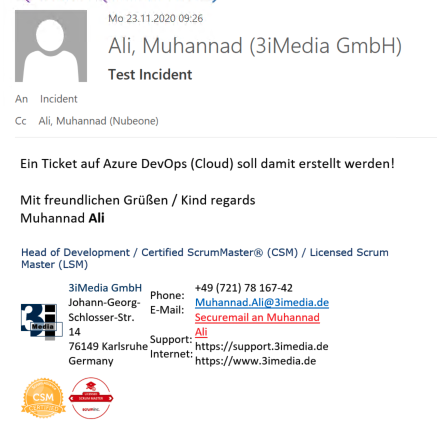 Mo 23.11.2020 09:26
Ali, Muhannad (3iMedia GmbH)
Test Incident
An Incident
Cc Ali, Muhannad (Nubeone)
Ein Ticket auf Azure DevOps (Cloud) soll damit erstellt werden!
Mit freundlichen Grüßen / Kind regards
Muhannad Ali
Head of Development / Certified ScrumMaster® (CSM) / Licensed Scrum
Master (LSM)
3iMedia GmbH
Johann-Georg-
Schlosser-Str.
14
76149 Karlsruhe
Germany
Phone: +49 (721) 78 167-42
E-Mail: Muhannad.Ali@3imedia.de
Securemail an Muhannad
Ali
Support: https://support.3imedia.de
Internet: https://www.3imedia.de
3i
Media
CSM
SCRUM MASTER